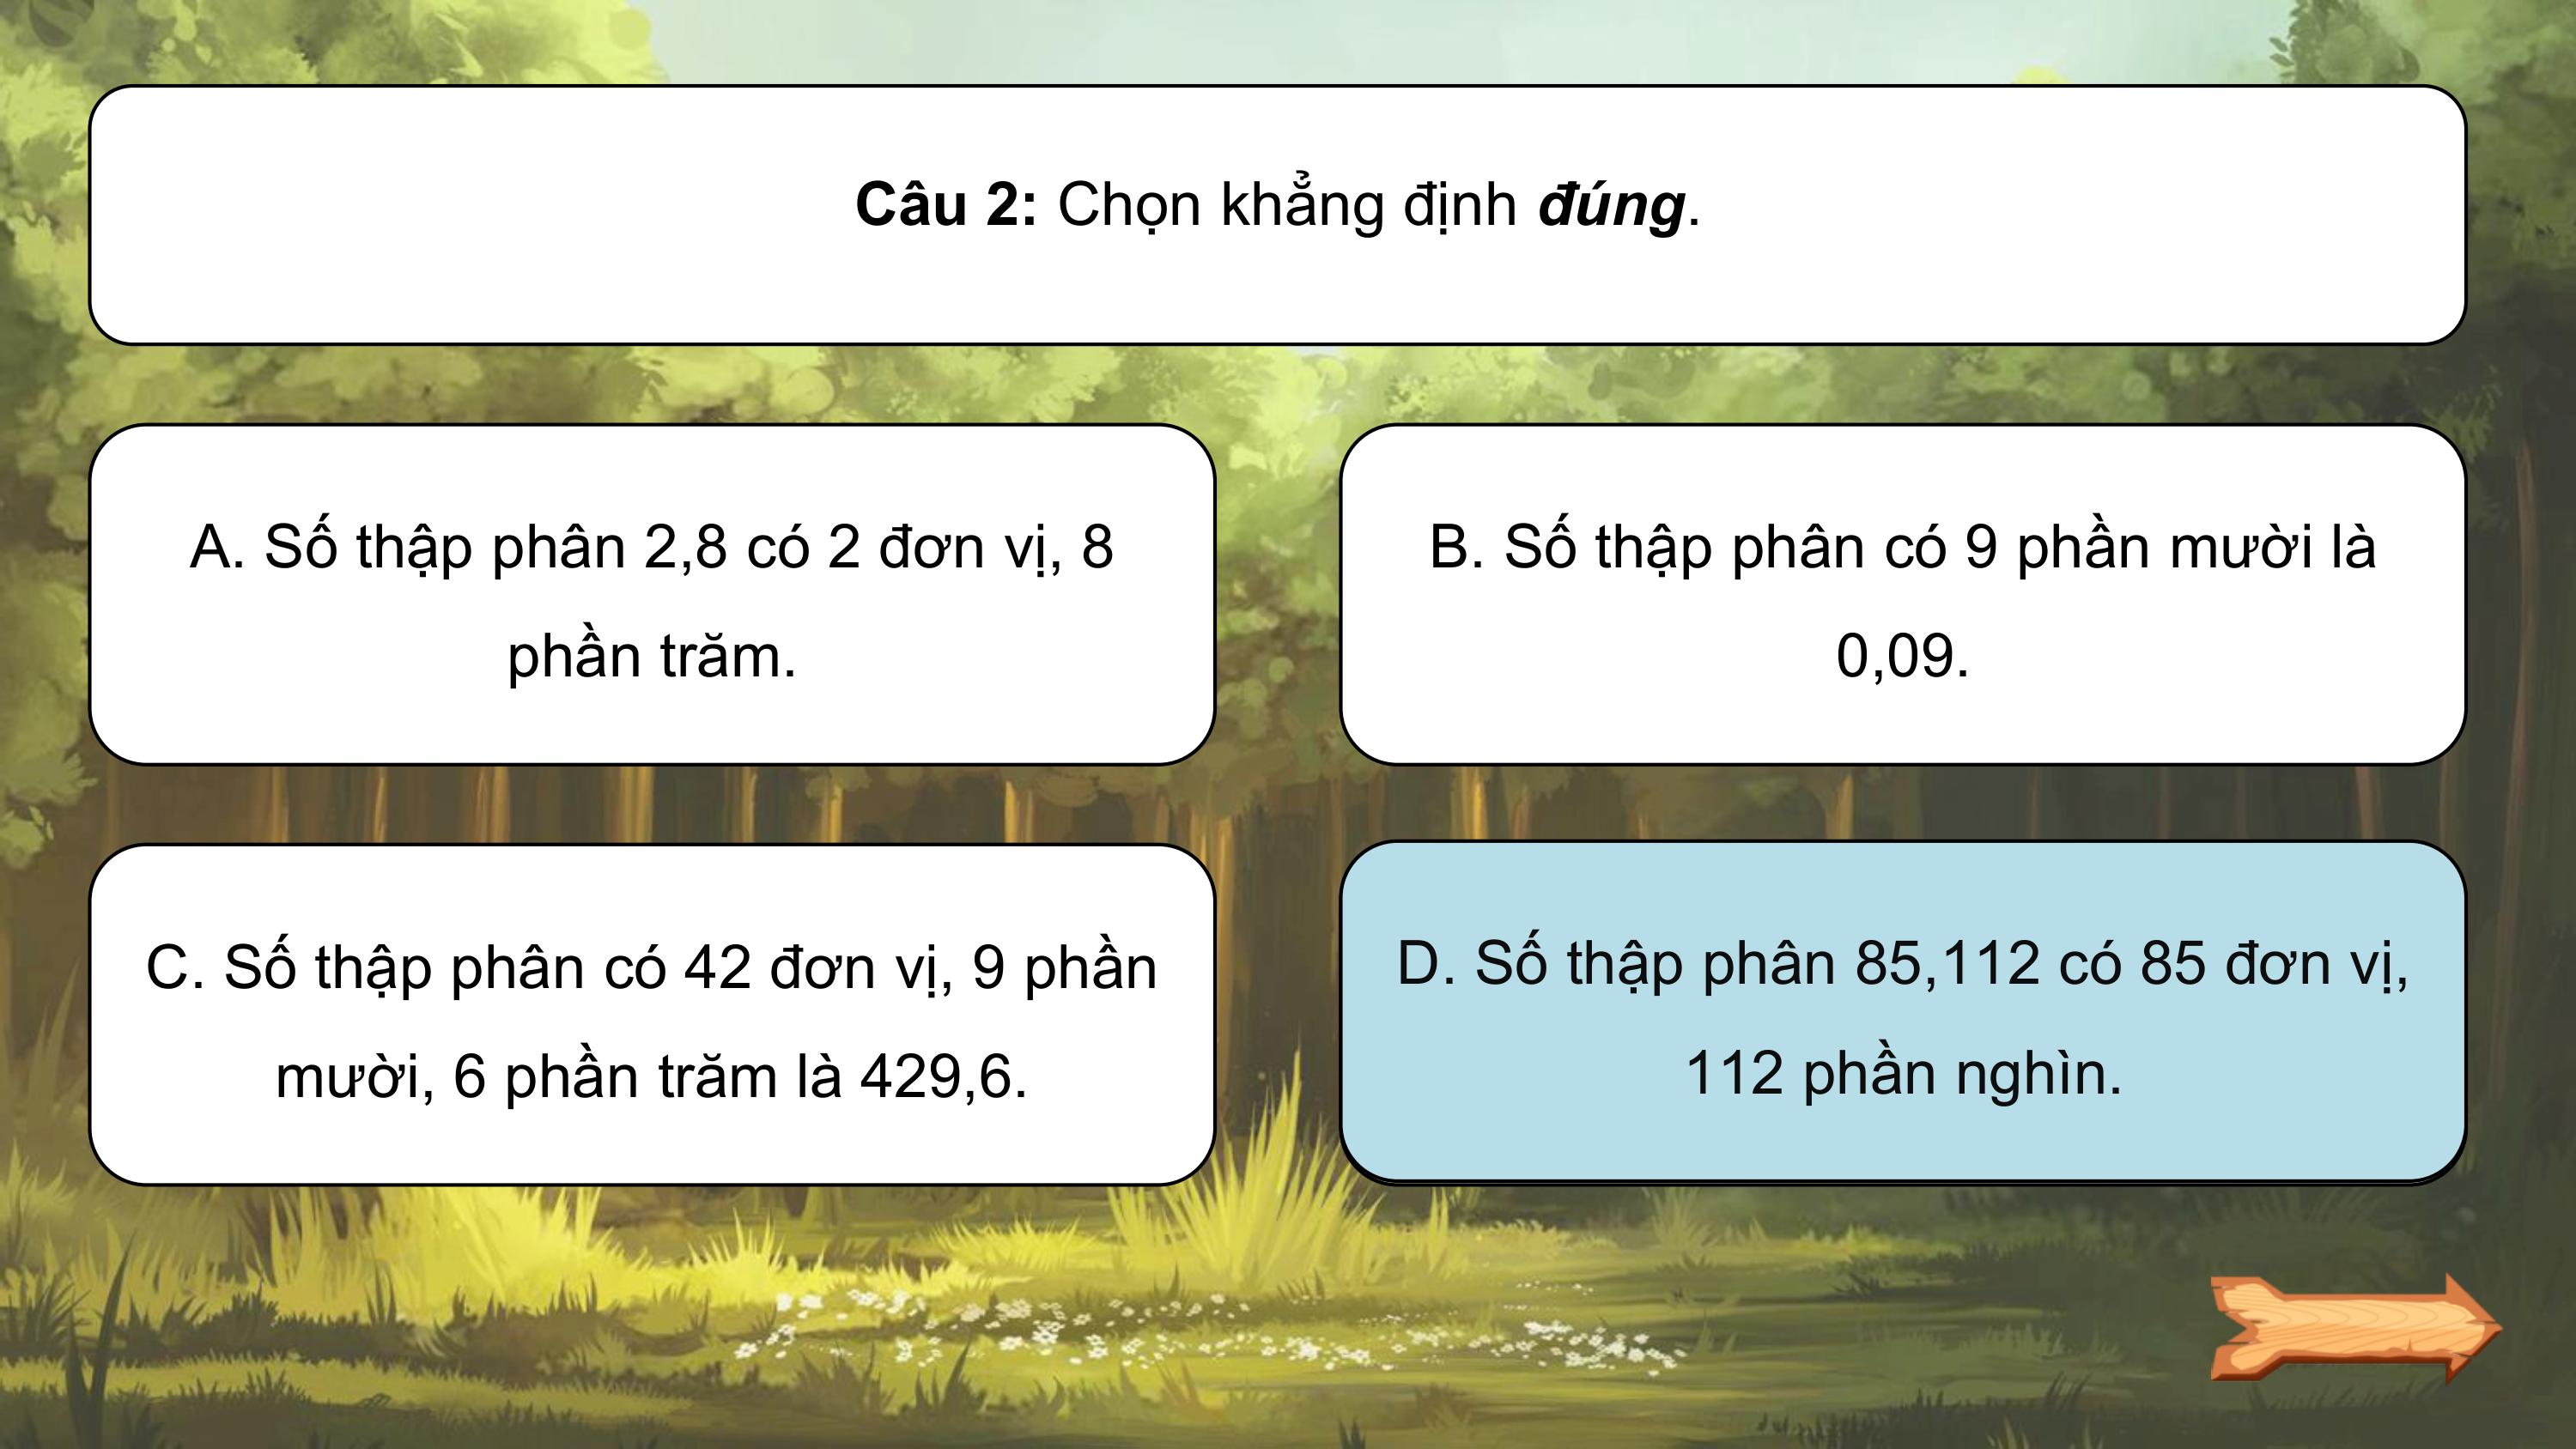 Câu 2: Chọn khẳng định đúng.
A. Số thập phân 2,8 có 2 đơn vị, 8
phần trăm.
B. Số thập phân có 9 phần mười là
0,09.
C. Số thập phân có 42 đơn vị, 9 phần
mười, 6 phần trăm là 429,6.
D. Số thập phân 85,112 có 85 đơn vị,
112 phần nghìn.